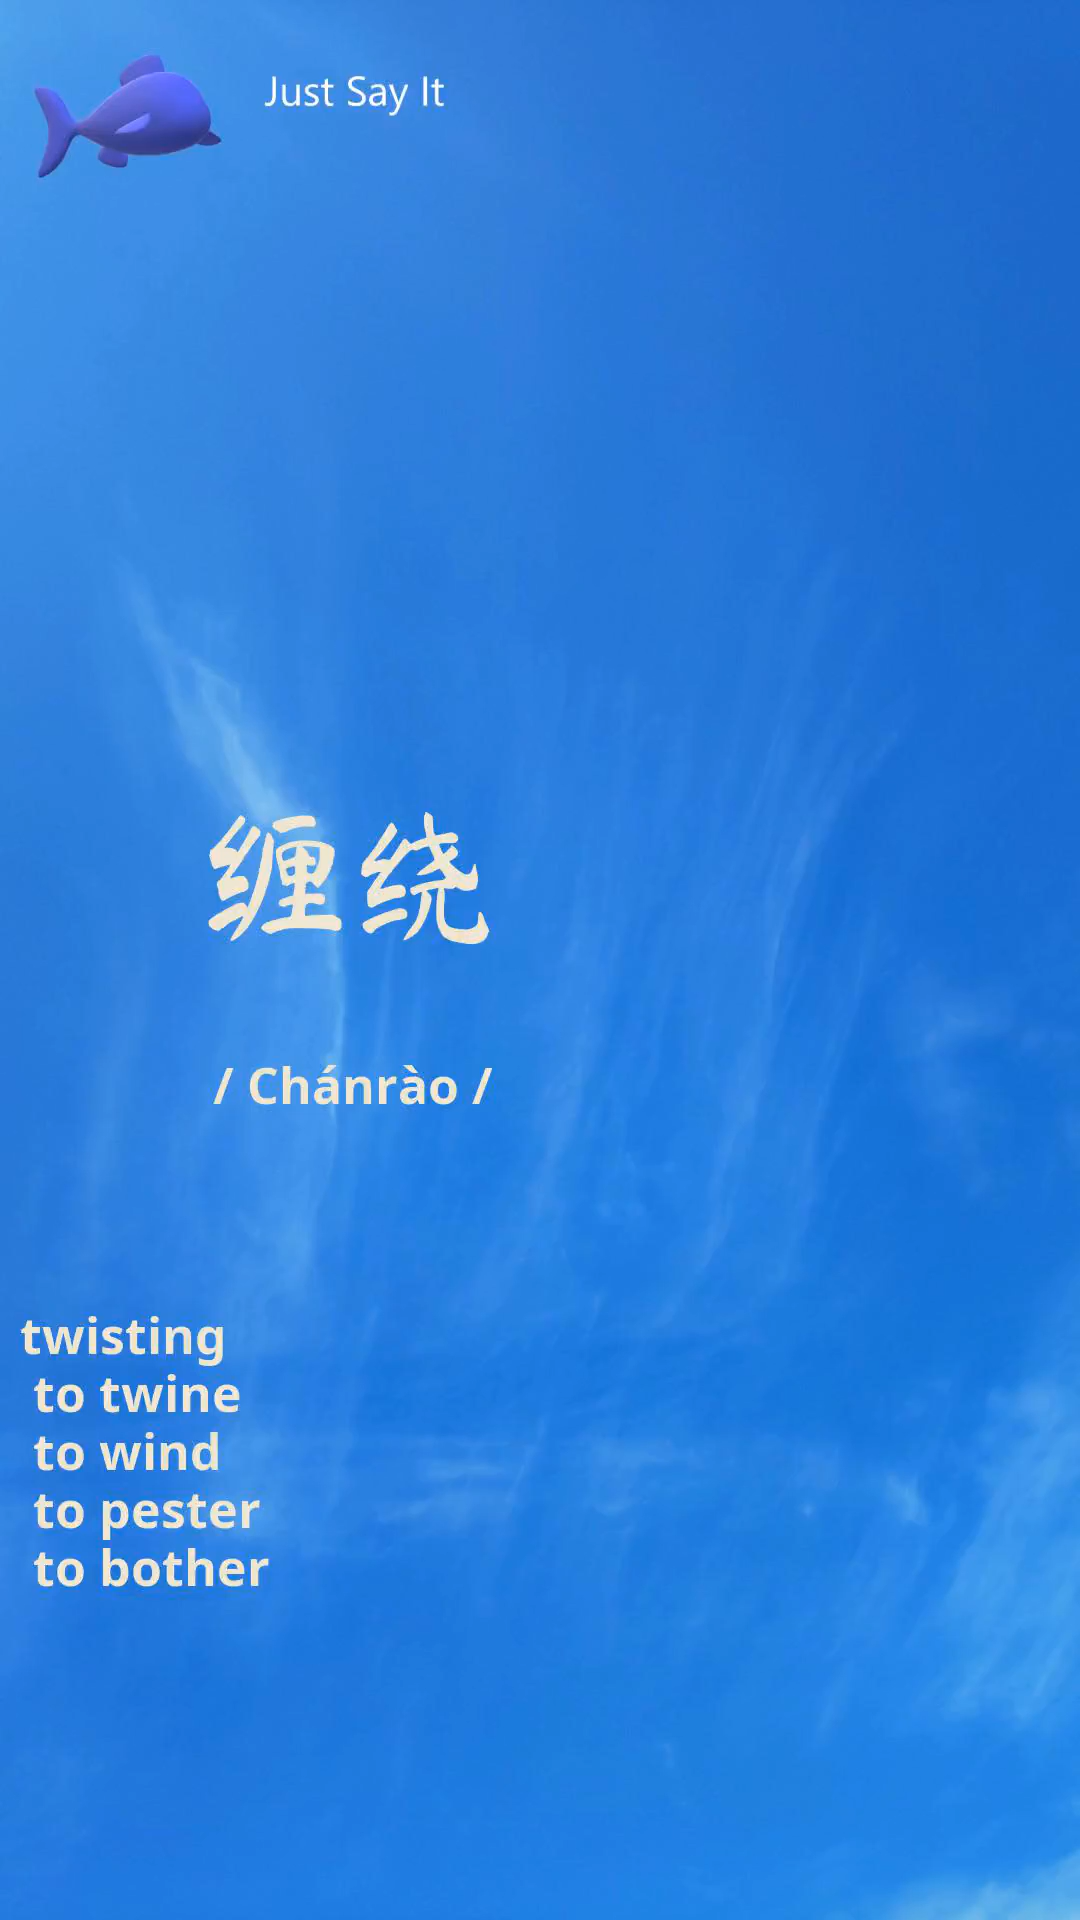 Just Say It
缠绕
/ Chánrào /
twisting
to twine
to wind
to pester
to bother